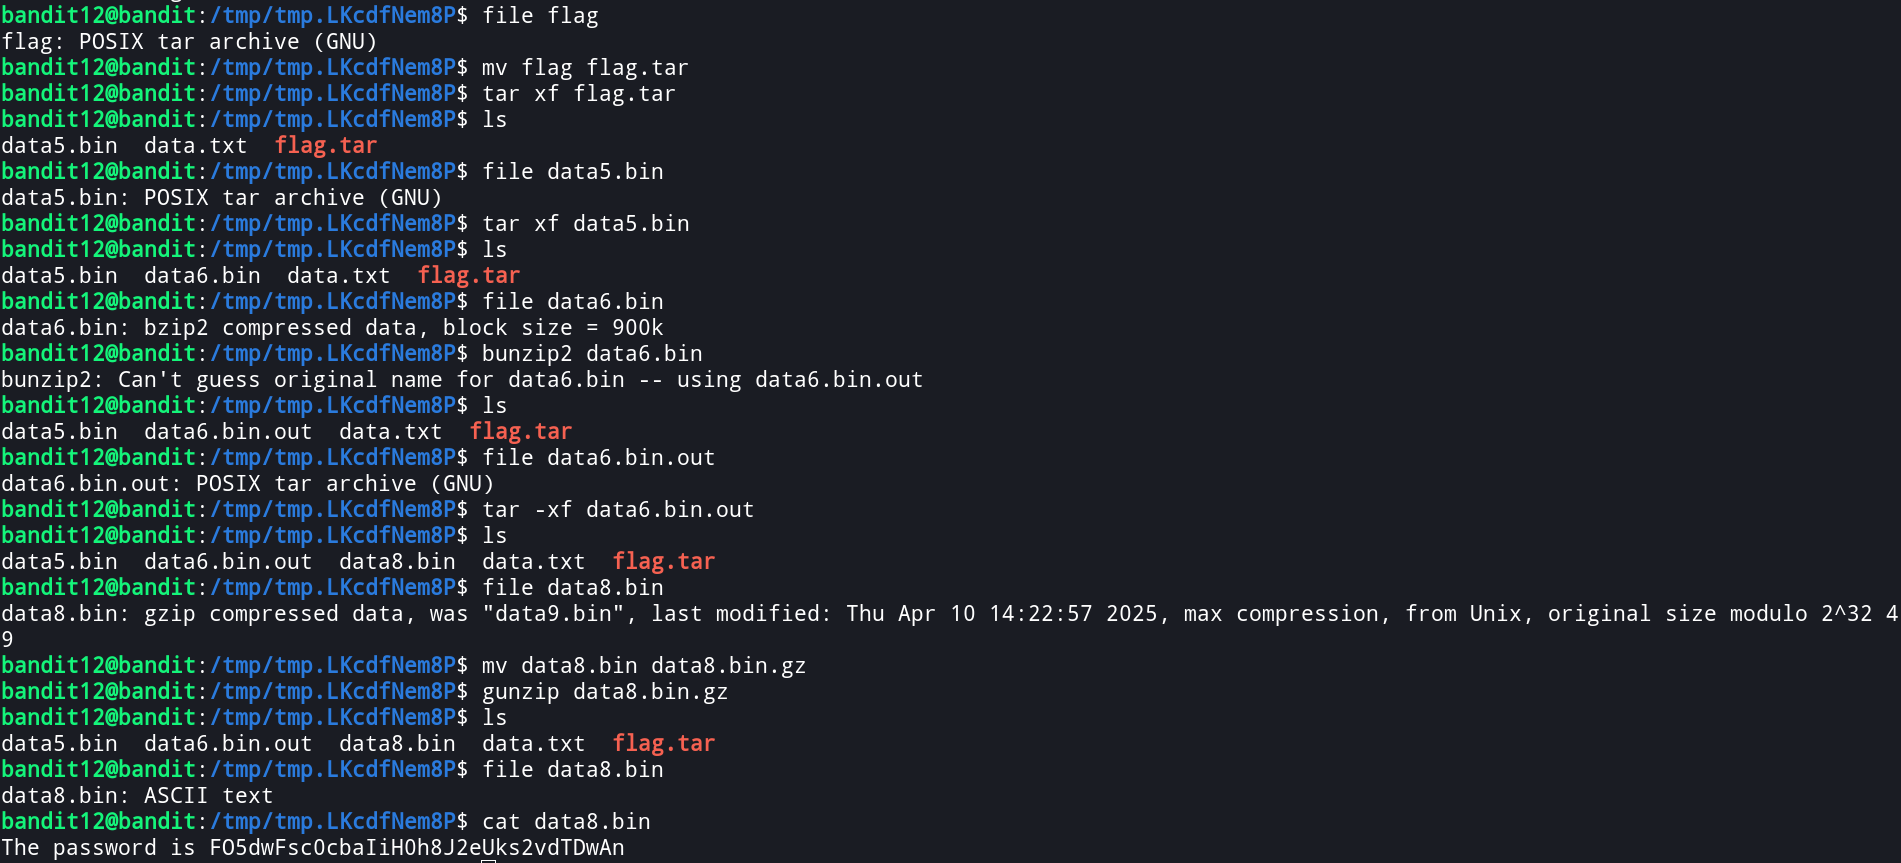 bandit12@bandit:/tmp/tmp.LKcdfNem8P$ file flag
flag: POSIX tar archive (GNU)
bandit12@bandit:/tmp/tmp.LKcdfNem8P$ mv flag flag.tar
bandit12@bandit:/tmp/tmp.LKcdfNem8P$ tar xf flag.tar
bandit12@bandit:/tmp/tmp.LKcdfNem8P$ ls
data5.bin  data.txt  flag.tar
bandit12@bandit:/tmp/tmp.LKcdfNem8P$ file data5.bin
data5.bin: POSIX tar archive (GNU)
bandit12@bandit:/tmp/tmp.LKcdfNem8P$ tar xf data5.bin
bandit12@bandit:/tmp/tmp.LKcdfNem8P$ ls
data5.bin  data6.bin  data.txt  flag.tar
bandit12@bandit:/tmp/tmp.LKcdfNem8P$ file data6.bin
data6.bin: bzip2 compressed data, block size = 900k
bandit12@bandit:/tmp/tmp.LKcdfNem8P$ bunzip2 data6.bin
bunzip2: Can't guess original name for data6.bin -- using data6.bin.out
bandit12@bandit:/tmp/tmp.LKcdfNem8P$ ls
data5.bin  data6.bin.out  data.txt  flag.tar
bandit12@bandit:/tmp/tmp.LKcdfNem8P$ file data6.bin.out
data6.bin.out: POSIX tar archive (GNU)
bandit12@bandit:/tmp/tmp.LKcdfNem8P$ tar -xf data6.bin.out
bandit12@bandit:/tmp/tmp.LKcdfNem8P$ ls
data5.bin  data6.bin.out  data8.bin  data.txt  flag.tar
bandit12@bandit:/tmp/tmp.LKcdfNem8P$ file data8.bin
data8.bin: gzip compressed data, was "data9.bin", last modified: Thu Apr 10 14:22:57 2025, max compression, from Unix, original size modulo 2^32 4
9
bandit12@bandit:/tmp/tmp.LKcdfNem8P$ mv data8.bin data8.bin.gz
bandit12@bandit:/tmp/tmp.LKcdfNem8P$ gunzip data8.bin.gz
bandit12@bandit:/tmp/tmp.LKcdfNem8P$ ls
data5.bin  data6.bin.out  data8.bin  data.txt  flag.tar
bandit12@bandit:/tmp/tmp.LKcdfNem8P$ file data8.bin
data8.bin: ASCII text
bandit12@bandit:/tmp/tmp.LKcdfNem8P$ cat data8.bin
The password is FO5dwFsc0cbaIiH0h8J2eUks2vdTDwAn